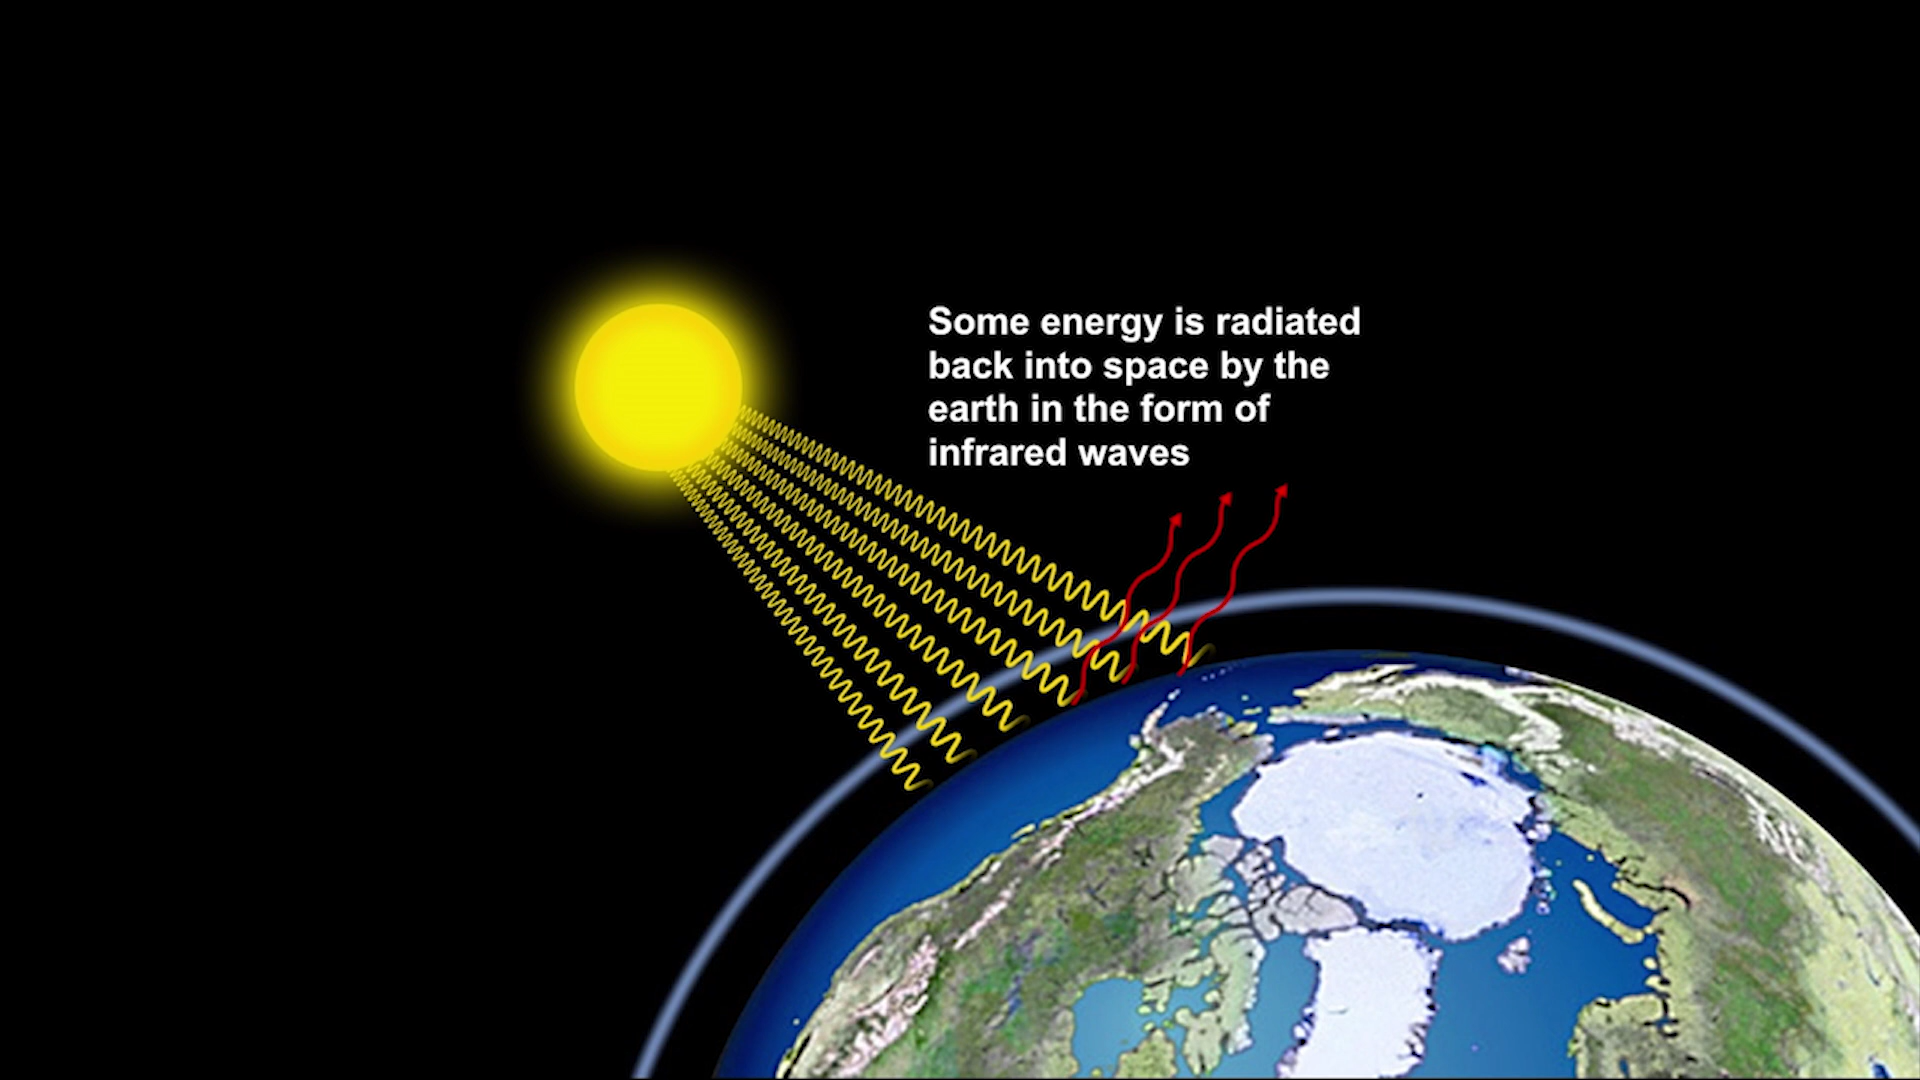 Some energy is radiated
back into space by the
earth in the form of
infrared waves